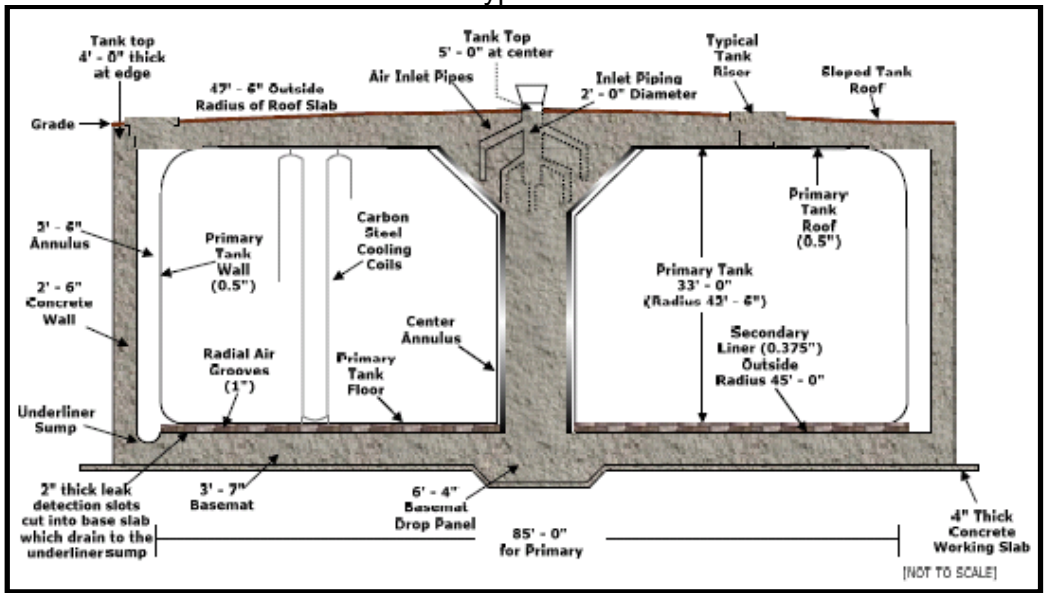 Tank top
4' - 0" thick
at edge
Tank Top
5' - 0" at center
Typical
Tank
Riser
Air Inlet Pipes
Inlet Piping
2' - 0" Diameter
Sloped Tank
Roof
47' - 6" Outside
Radius of Roof Slab
Grade
2' - 6"
Annulus
Primary
Tank
Wall
(0.5")
Carbon
Steel
Cooling
Coils
Primary
Tank
Roof
(0.5")
2' - 6"
Concrete
Wall
Primary Tank
33' - 0"
(Radius 42' - 6")
Center
Annulus
Radial Air
Grooves
(1")
Primary
Tank
Floor
Secondary
Liner (0.375")
Outside
Radius 45' - 0"
Underliner
Sump
2" thick leak
detection slots
cut into base slab
which drain to the
underliner sump
3' - 7"
Basemat
6' - 4"
Basemat
Drop Panel
85' - 0"
for Primary
4" Thick
Concrete
Working Slab
[NOT TO SCALE]